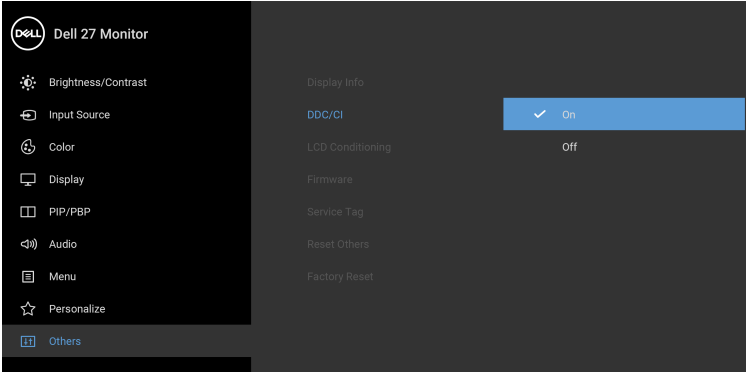 DELL Dell 27 Monitor
Brightness/Contrast
Input Source
Color
Display
PIP/PBP
Audio
Menu
Personalize
Others
Display Info
DDC/CI
LCD Conditioning
Firmware
Service Tag
Reset Others
Factory Reset
On
Off